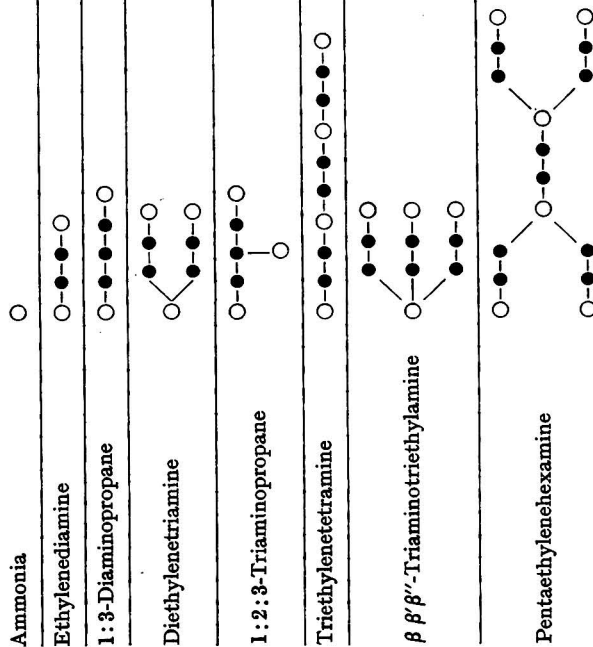 Ammonia
Ethylenediamine
1:3-Diaminopropane
Diethylenetriamine
1:2:3-Triaminopropane
Triethylenetetramine
β β′β″-Triaminotriethylamine
Pentaethylenehexamine